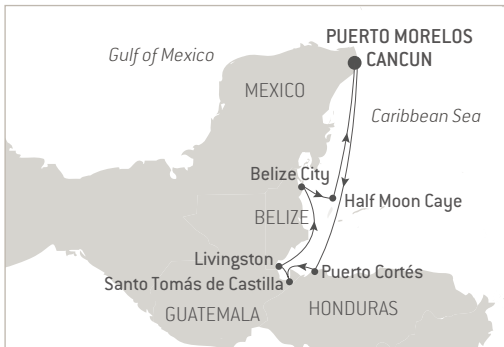 PUERTO MORELOS
CANCUN
Gulf of Mexico
MEXICO
Caribbean Sea
Belize City
Half Moon Caye
BELIZE
Livingston
Puerto Cortés
Santo Tomás de Castilla
HONDURAS
GUATEMALA